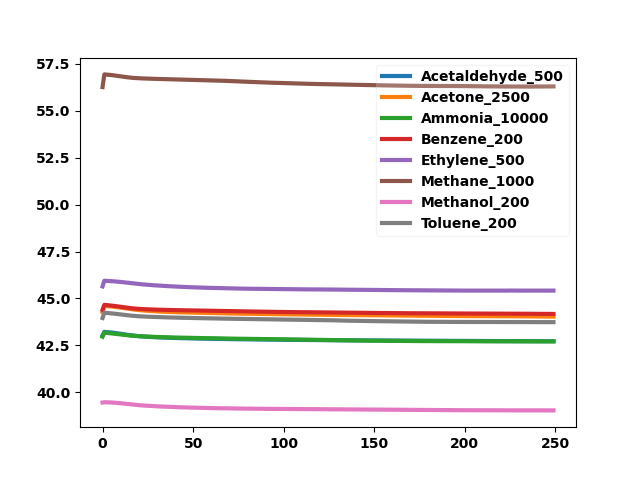 57.5
55.0
52.5
50.0
47.5
45.0
42.5
40.0
0 50 100 150 200 250
Acetaldehyde_500
Acetone_2500
Ammonia_10000
Benzene_200
Ethylene_500
Methane_1000
Methanol_200
Toluene_200